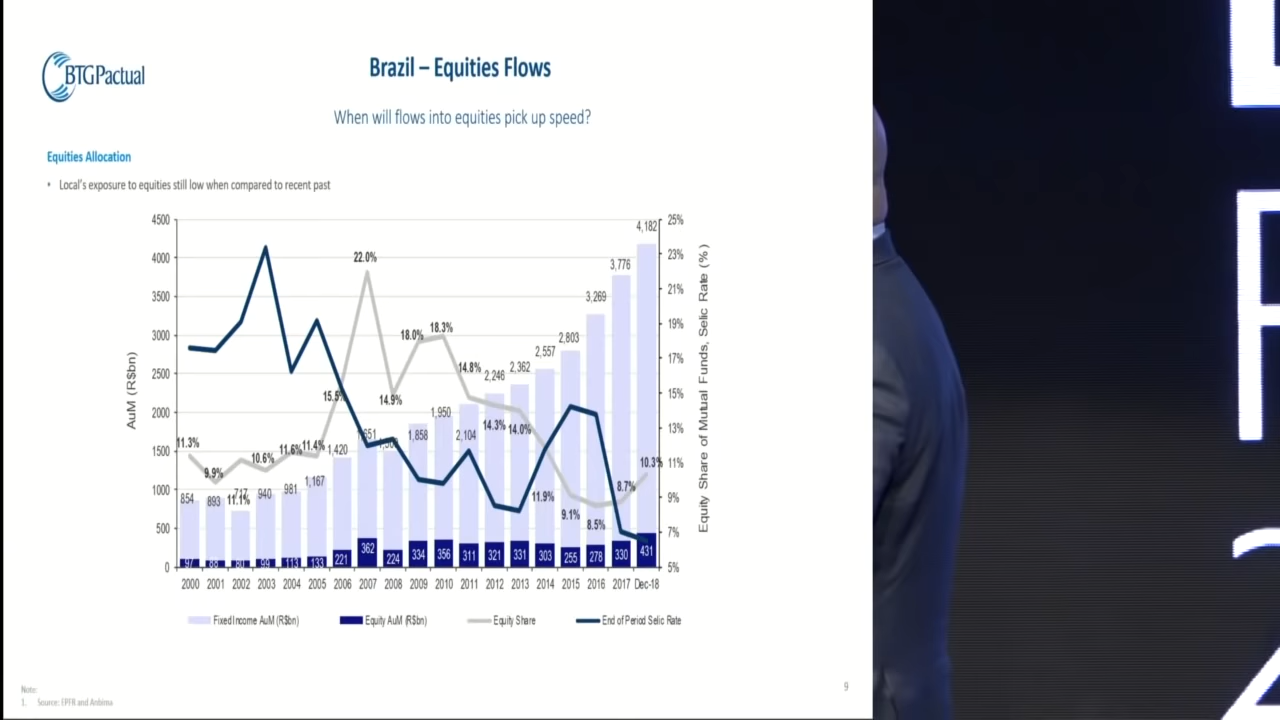 BTGPactual
Brazil – Equities Flows
When will flows into equities pick up speed?
Equities Allocation
• Local's exposure to equities still low when compared to recent past
4500 4000 3500 3000 2500 2000 1500 1000 500 0
AuM (R$bn)
25% 23% 21% 19% 17% 15% 13% 11% 9% 7% 5%
Equity Share of Mutual Funds, Selic Rate (%)
854 893 717 940 981 1,167 1,420 1,858 1,950 2,104 2,246 2,362 2,557 2,803 3,269 3,776 4,182
11.3% 9.9% 11.1% 10.6% 11.6% 11.4% 15.5% 22.0% 14.9% 18.0% 18.3% 14.8% 14.3% 14.0% 11.9% 9.1% 8.5% 8.7% 10.3%
97 88 80 99 113 133 221 362 224 334 356 311 321 331 303 255 278 330 431
2000 2001 2002 2003 2004 2005 2006 2007 2008 2009 2010 2011 2012 2013 2014 2015 2016 2017 Dec-18
Fixed Income AuM (R$bn) Equity AuM (R$bn) Equity Share End of Period Selic Rate
Note:
1. Source: EPFR and Anbima
9